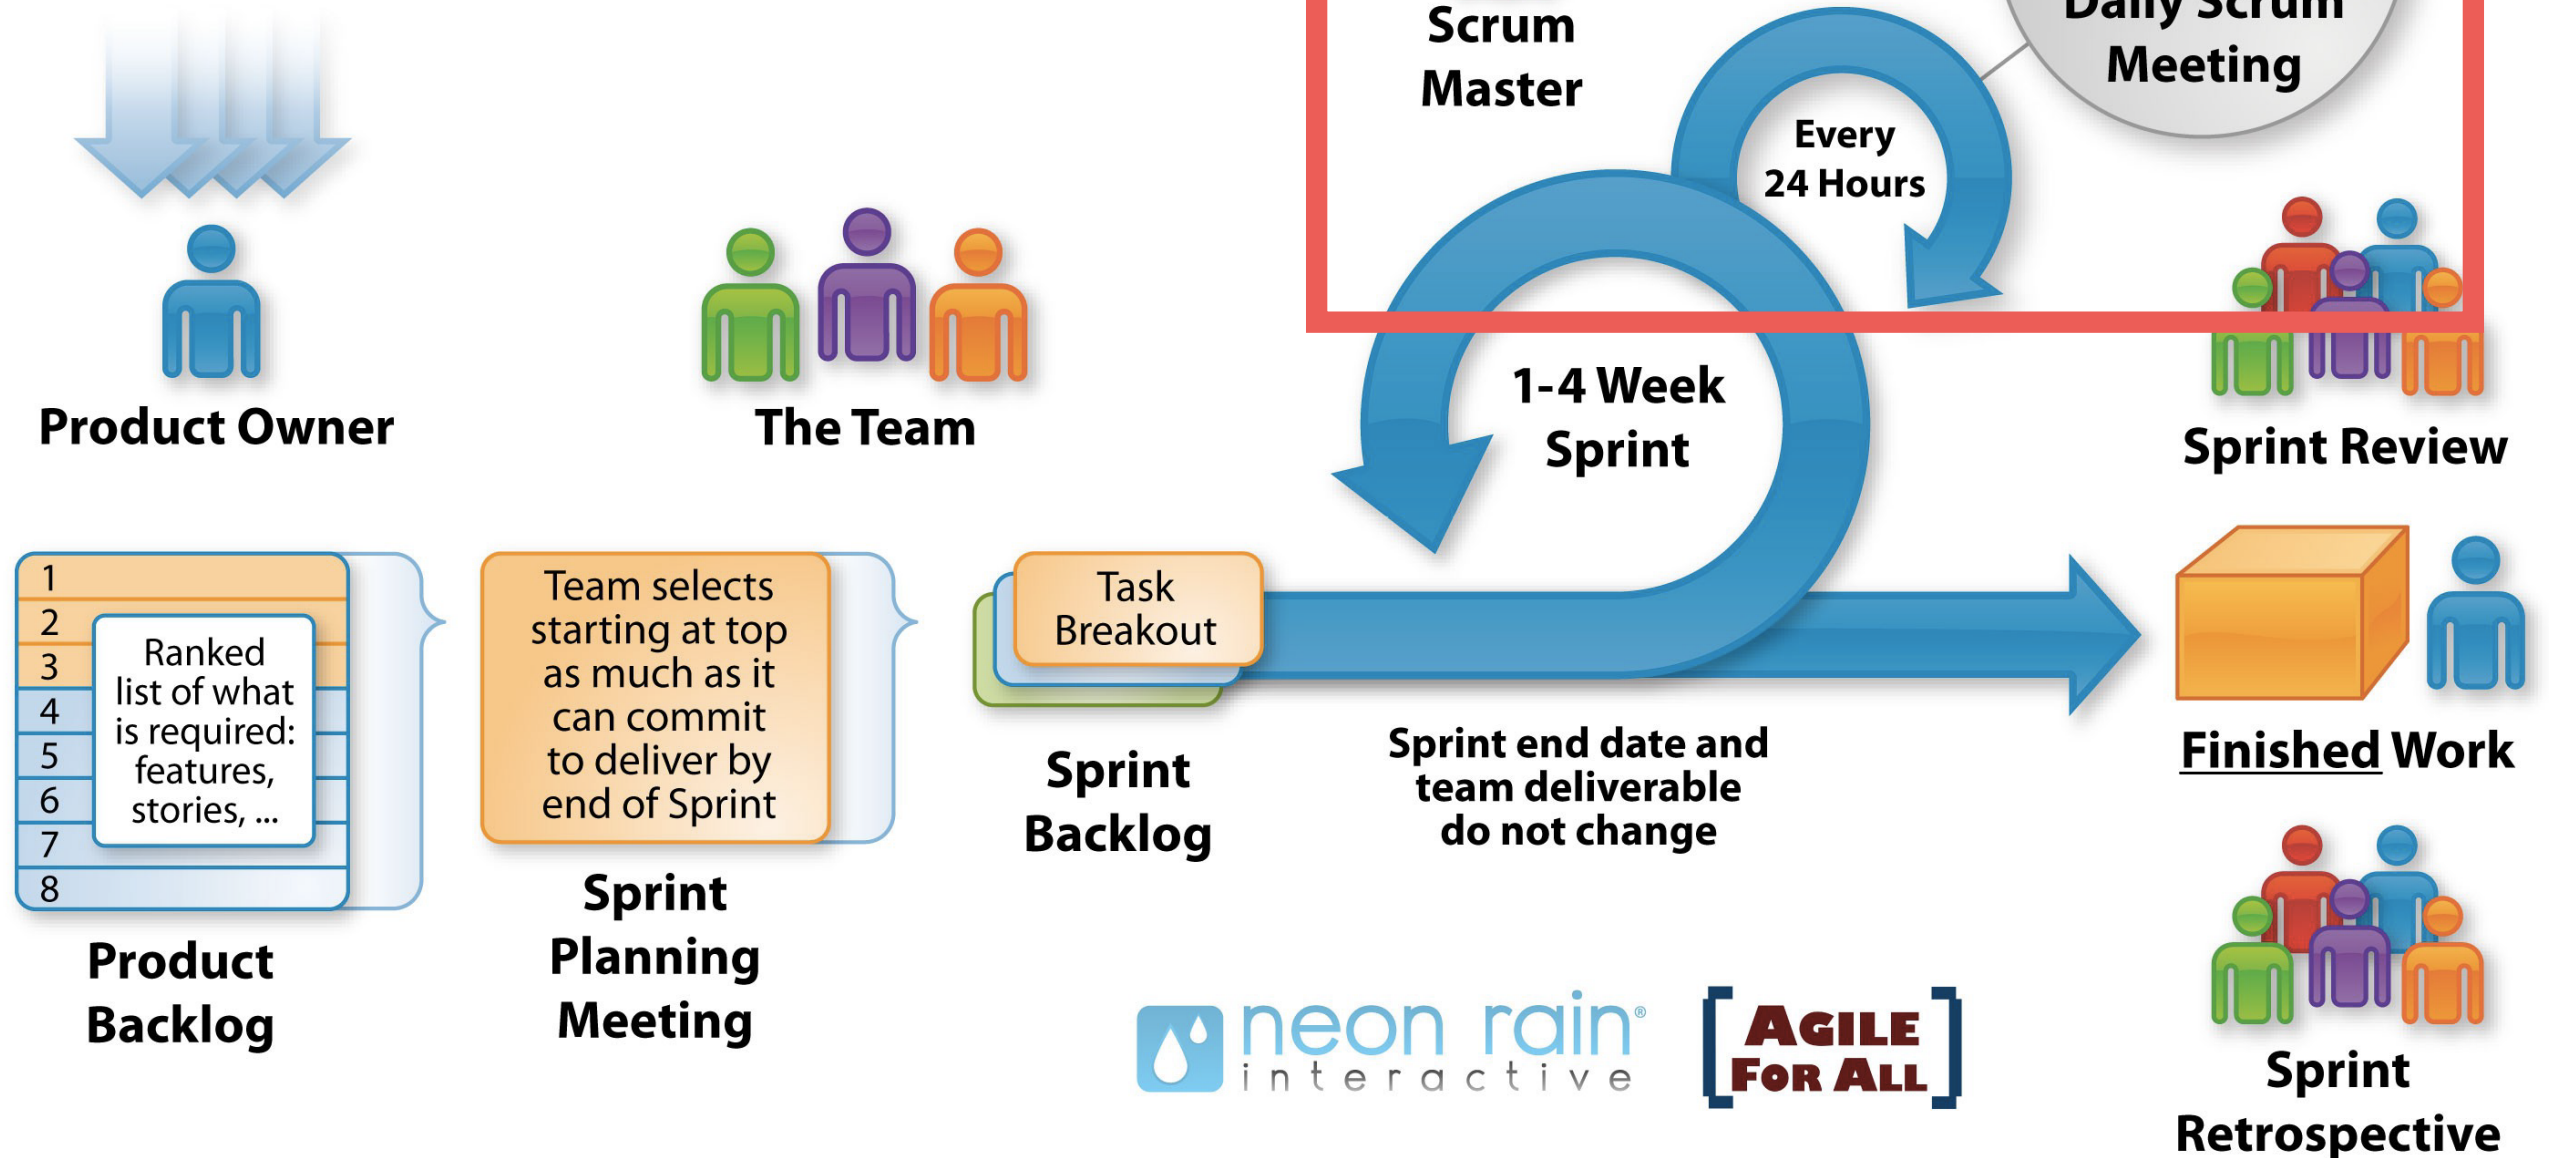 Scrum
Master
Daily Scrum
Meeting
Every
24 Hours
Product Owner
The Team
1-4 Week
Sprint
Sprint Review
1
2
3
4
5
6
7
8
Ranked
list of what
is required:
features,
stories, ...
Product
Backlog
Team selects
starting at top
as much as it
can commit
to deliver by
end of Sprint
Sprint
Planning
Meeting
Task
Breakout
Sprint
Backlog
Sprint end date and
team deliverable
do not change
Finished Work
neon rain®
interactive
AGILE
FOR ALL
Sprint
Retrospective